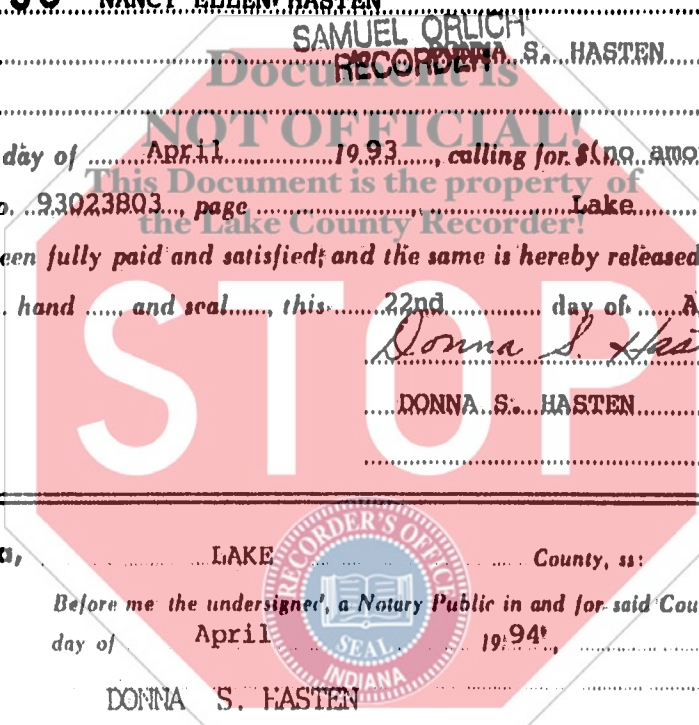 NANCY ELLEN HASTEN
SAMUEL ORLICH
RECORDER
DONNA S. HASTEN
Document is
NOT OFFICIAL!
day of April 1993, calling for $(no amo
This Document is the property of
93023803, page Lake
the Lake County Recorder!
een fully paid and satisfied; and the same is hereby released
hand ....., and seal....., this 22nd day of A
Donna S. Has
STOP
DONNA S. HASTEN
LAKE County, ss:
RECORDER'S OFFICE
Before me the undersigned, a Notary Public in and for said Cou
day of April 1994,
SEAL
INDIANA
DONNA S. HASTEN